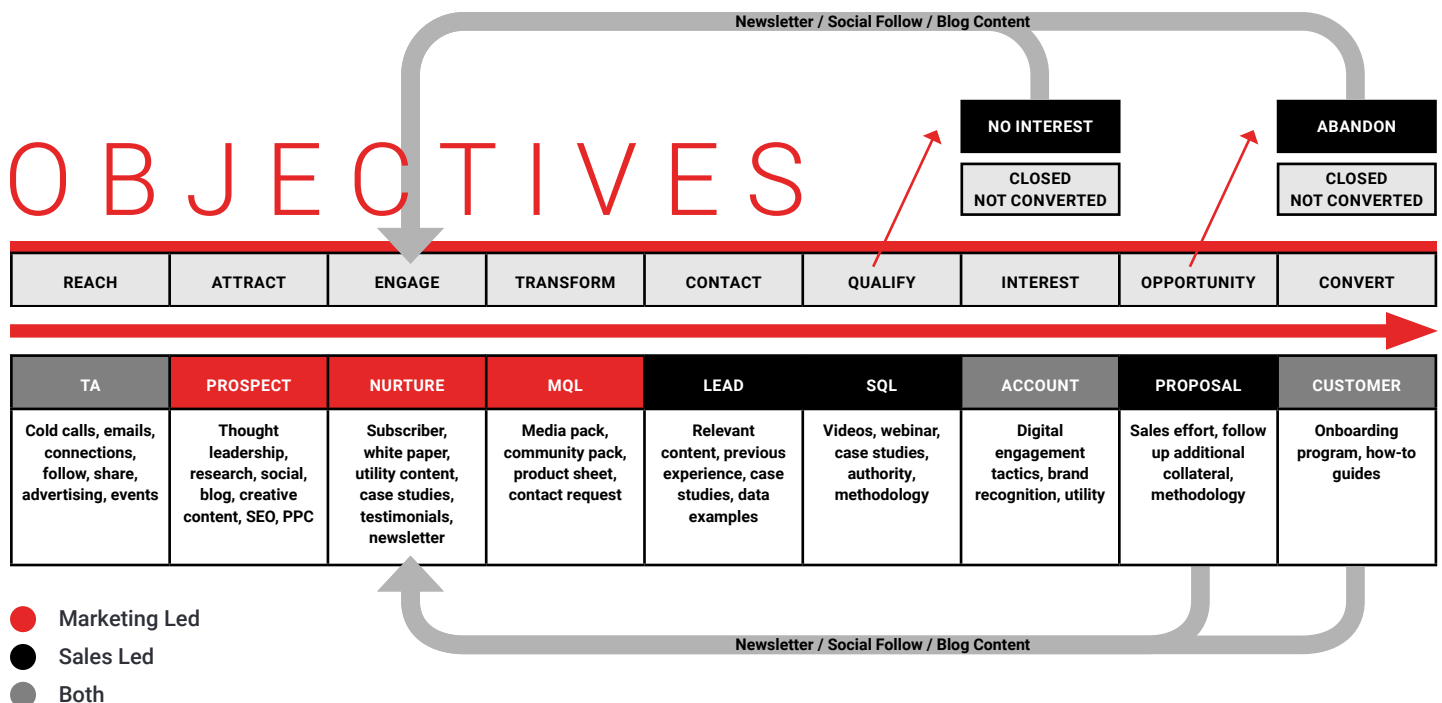 Newsletter / Social Follow / Blog Content
NO INTEREST
ABANDON
OBJECTIVES
CLOSED
NOT CONVERTED
CLOSED
NOT CONVERTED
REACH
ATTRACT
ENGAGE
TRANSFORM
CONTACT
QUALIFY
INTEREST
OPPORTUNITY
CONVERT
TA
PROSPECT
NURTURE
MQL
LEAD
SQL
ACCOUNT
PROPOSAL
CUSTOMER
Cold calls, emails,
connections,
follow, share,
advertising, events
Thought
leadership,
research, social,
blog, creative
content, SEO, PPC
Subscriber,
white paper,
utility content,
case studies,
testimonials,
newsletter
Media pack,
community pack,
product sheet,
contact request
Relevant
content, previous
experience, case
studies, data
examples
Videos, webinar,
case studies,
authority,
methodology
Digital
engagement
tactics, brand
recognition, utility
Sales effort, follow
up additional
collateral,
methodology
Onboarding
program, how-to
guides
Newsletter / Social Follow / Blog Content
Marketing Led
Sales Led
Both